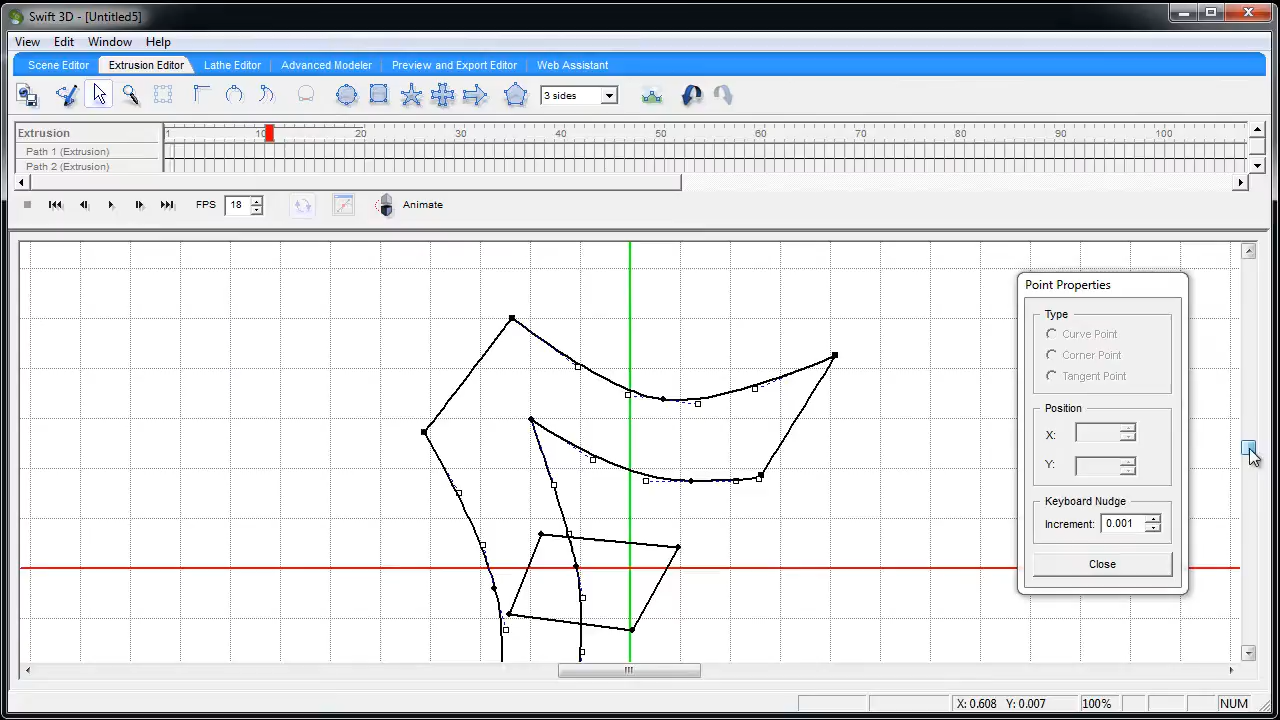 Swift 3D - [Untitled5]
View Edit Window Help
Scene Editor Extrusion Editor Lathe Editor Advanced Modeler Preview and Export Editor Web Assistant
3 sides
Extrusion 1 10 20 30 40 50 60 70 80 90 100
Path 1 (Extrusion)
Path 2 (Extrusion)
FPS 18 Animate
Point Properties
Type
Curve Point
Corner Point
Tangent Point
Position
X:
Y:
Keyboard Nudge
Increment: 0.001
Close
X: 0.608 Y: 0.007 100% NUM